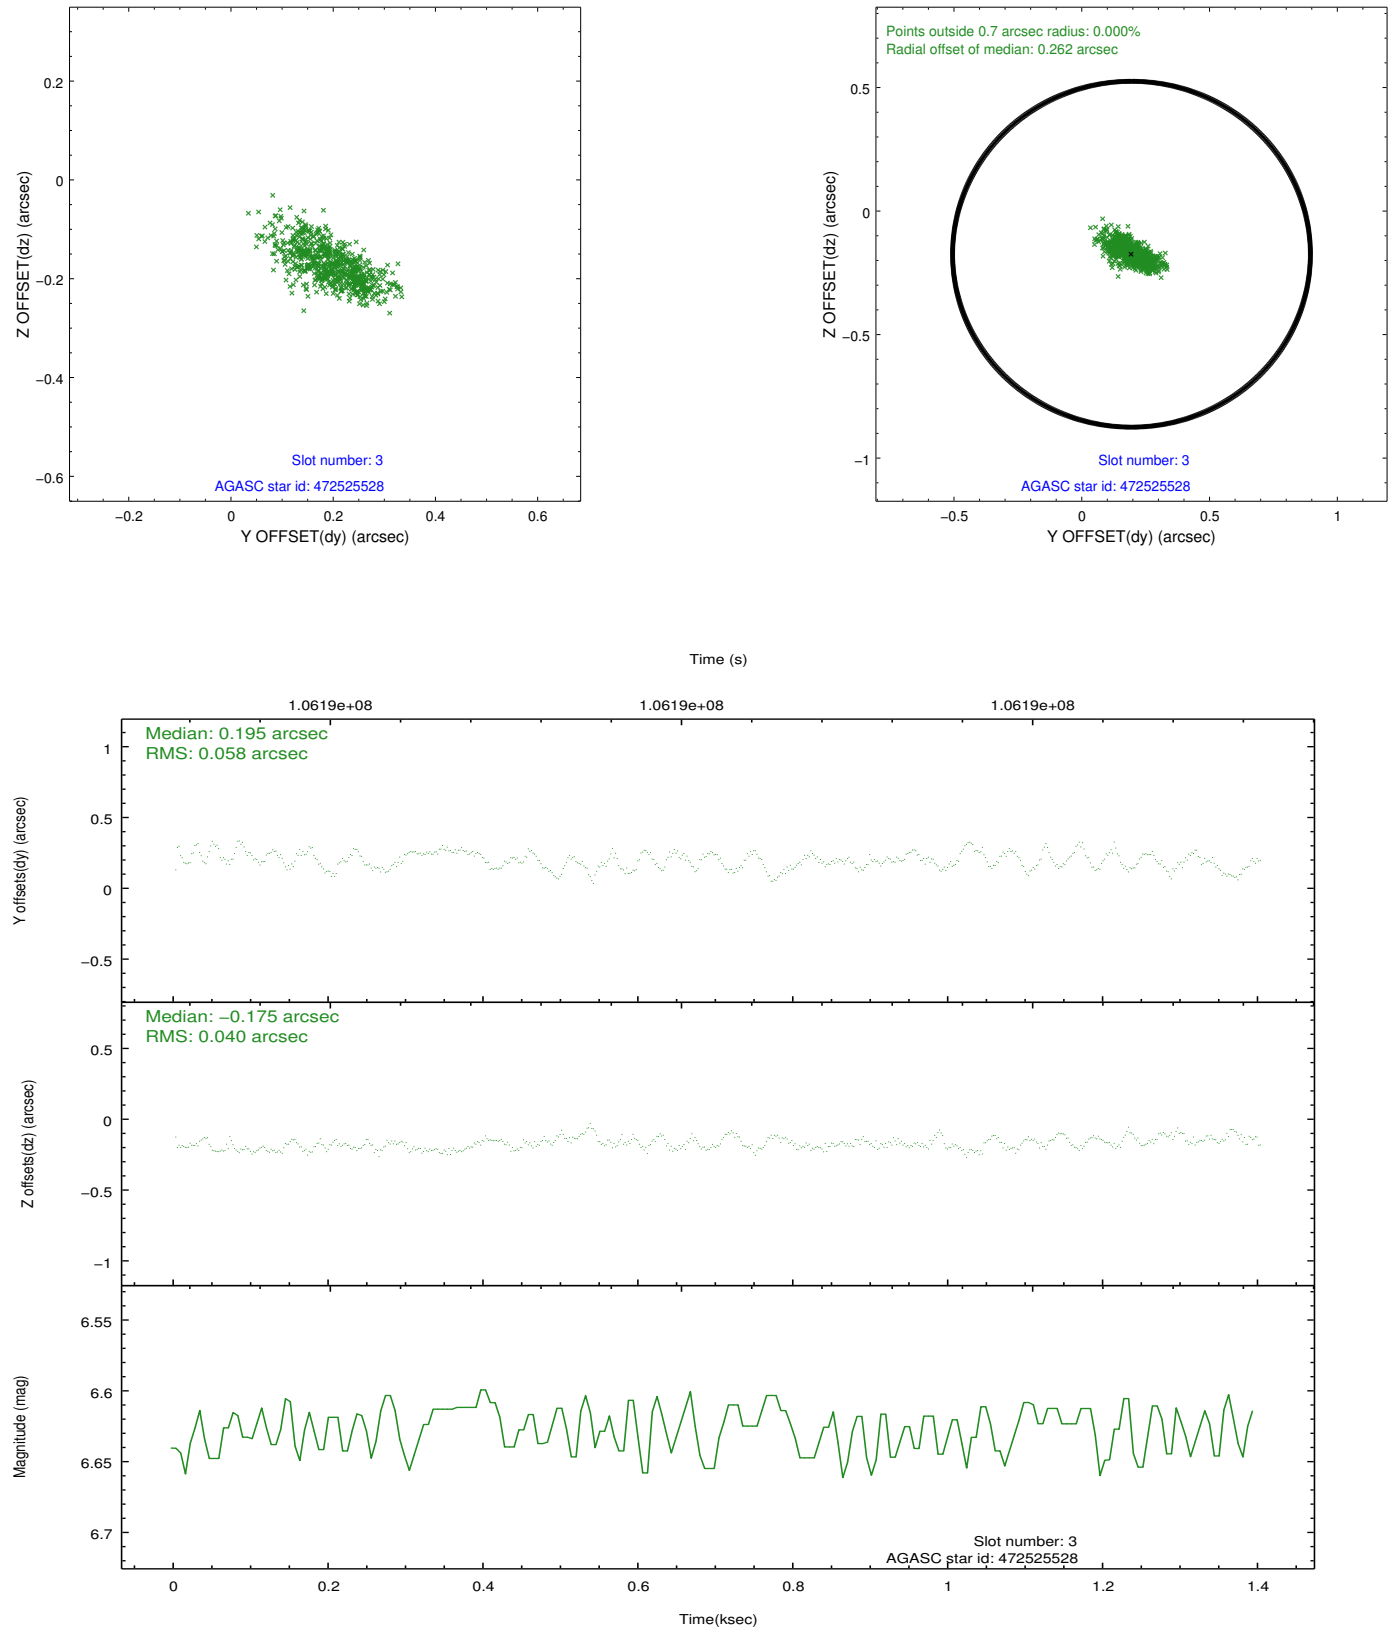 0.2
0
−0.2
−0.4
−0.6
Z OFFSET(dz) (arcsec)
Slot number: 3
AGASC star id: 472525528
−0.2
0
0.2
0.4
0.6
Y OFFSET(dy) (arcsec)
Points outside 0.7 arcsec radius: 0.000%
Radial offset of median: 0.262 arcsec
0.5
0
−0.5
−1
Z OFFSET(dz) (arcsec)
Slot number: 3
AGASC star id: 472525528
−0.5
0
0.5
1
Y OFFSET(dy) (arcsec)
Time (s)
1.0619e+08
1.0619e+08
1.0619e+08
Median: 0.195 arcsec
RMS: 0.058 arcsec
1
0.5
0
−0.5
Y offsets(dy) (arcsec)
Median: −0.175 arcsec
RMS: 0.040 arcsec
0.5
0
−0.5
−1
Z offsets(dz) (arcsec)
6.55
6.6
6.65
6.7
Magnitude (mag)
Slot number: 3
AGASC star id: 472525528
0
0.2
0.4
0.6
0.8
1
1.2
1.4
Time(ksec)